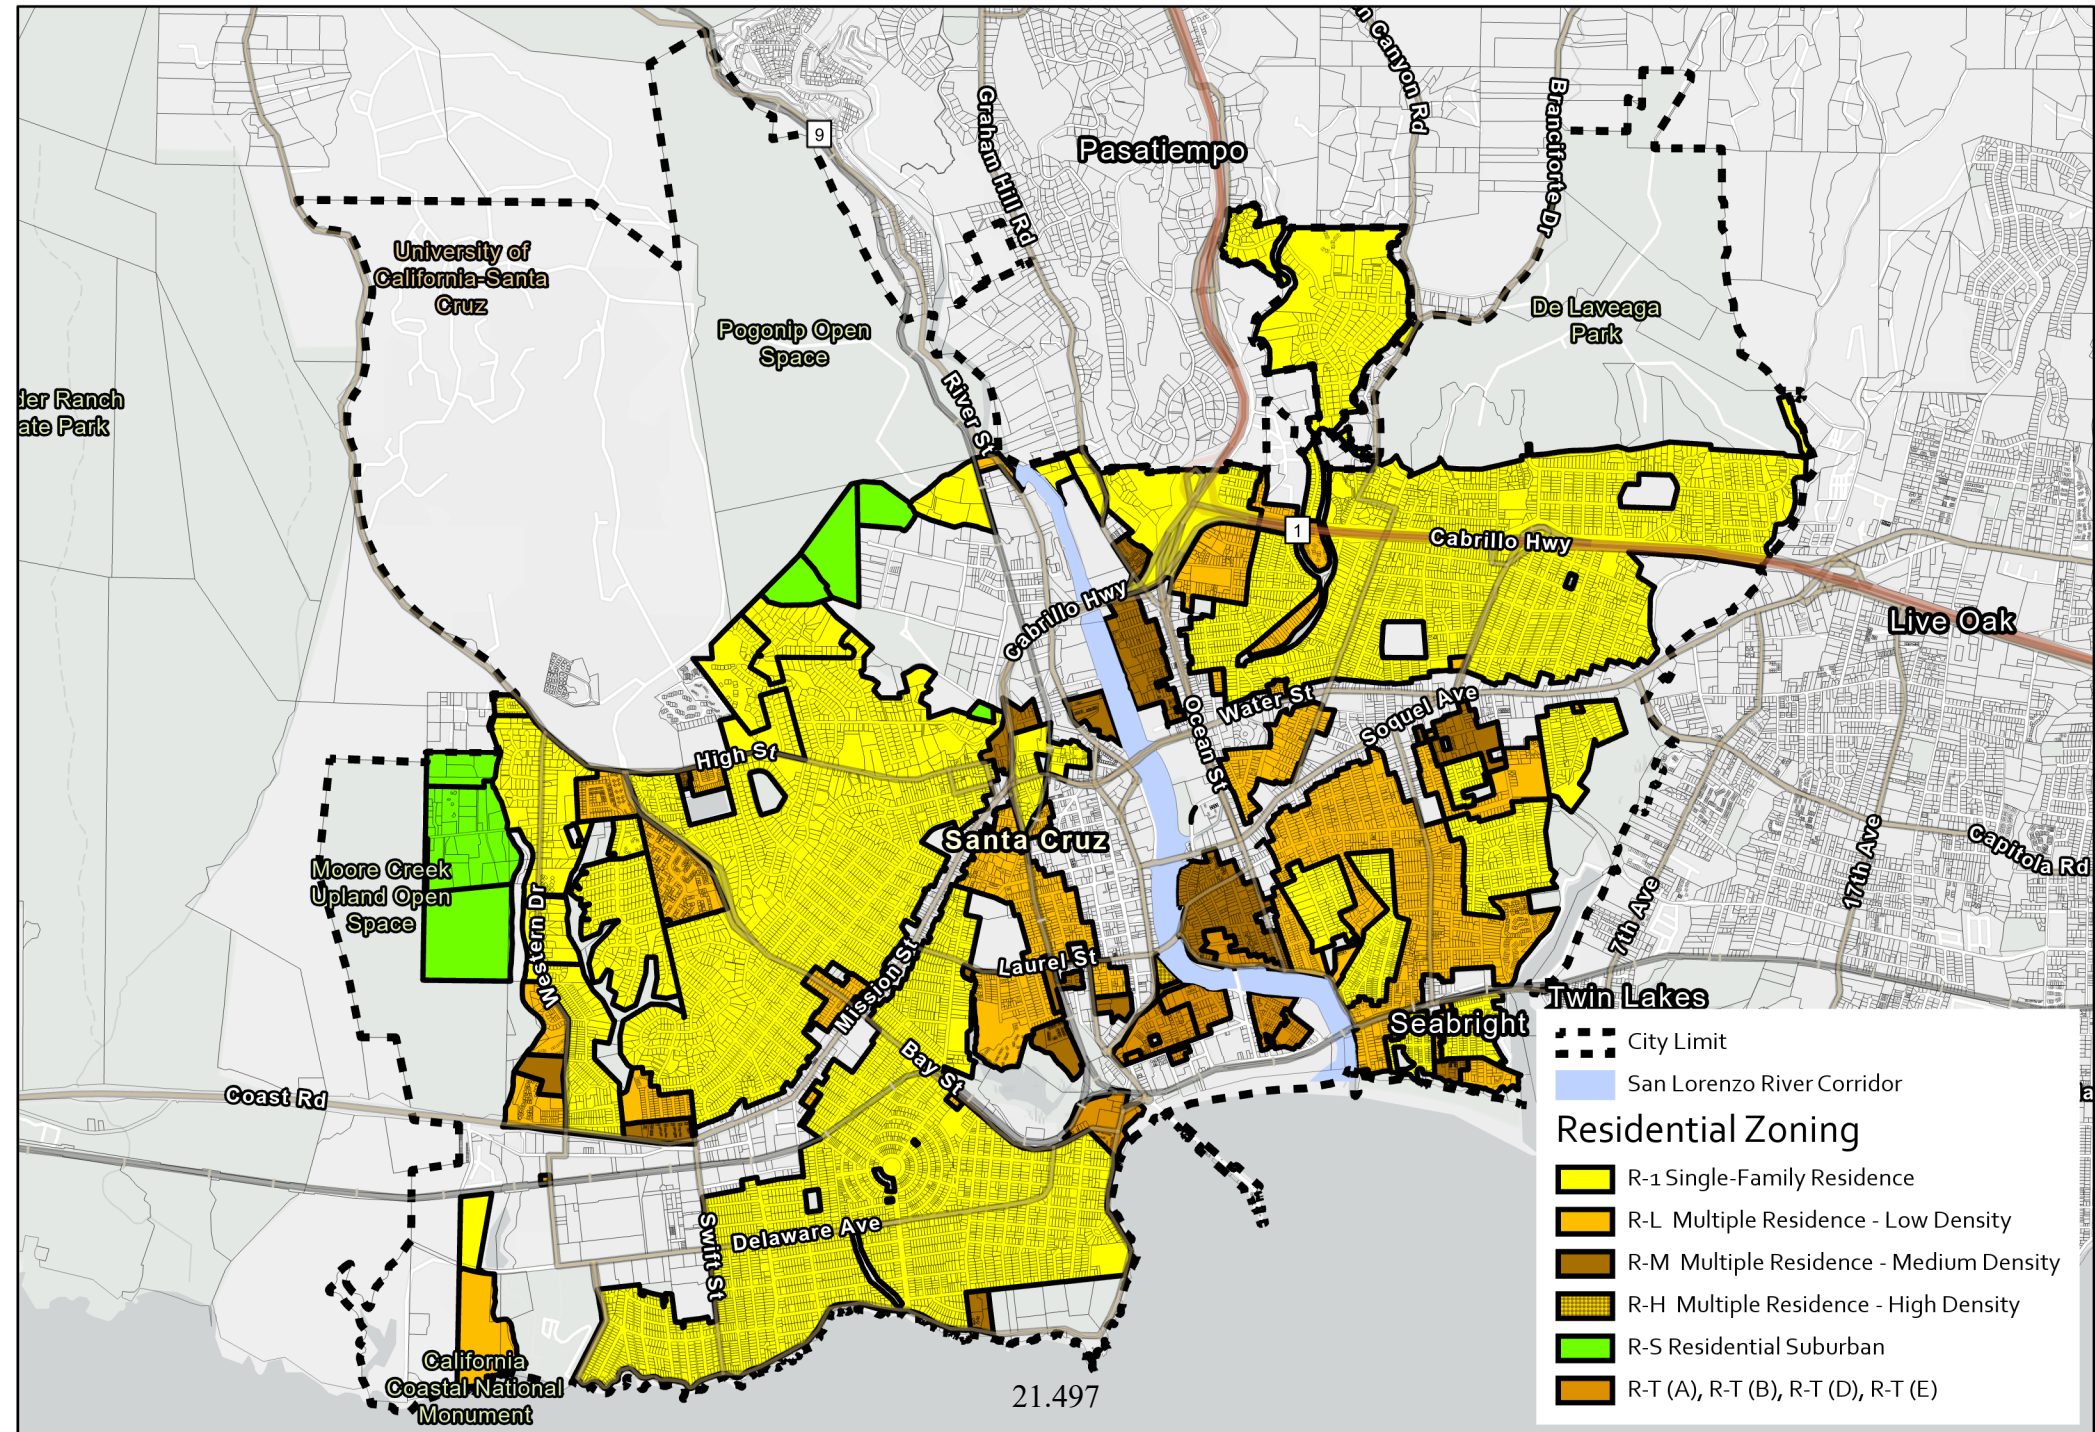 n Canyon Rd
Graham Hill Rd
Branciforte Dr
9
Pasatiempo
University of
California-Santa
Cruz
Pogonip Open
Space
De Laveaga
Park
der Ranch
ate Park
River St
1
Cabrillo Hwy
Cabrillo Hwy
Live Oak
High St
Ocean St
Water St
Soquel Ave
Santa Cruz
Capitola Rd
17th Ave
7th Ave
Moore Creek
Upland Open
Space
Western Dr
Mission St
Laurel St
Twin Lakes
Seabright
Bay St
Coast Rd
Swift St
Delaware Ave
California
Coastal National
Monument
21.497
City Limit
San Lorenzo River Corridor
Residential Zoning
R-1 Single-Family Residence
R-L Multiple Residence - Low Density
R-M Multiple Residence - Medium Density
R-H Multiple Residence - High Density
R-S Residential Suburban
R-T (A), R-T (B), R-T (D), R-T (E)